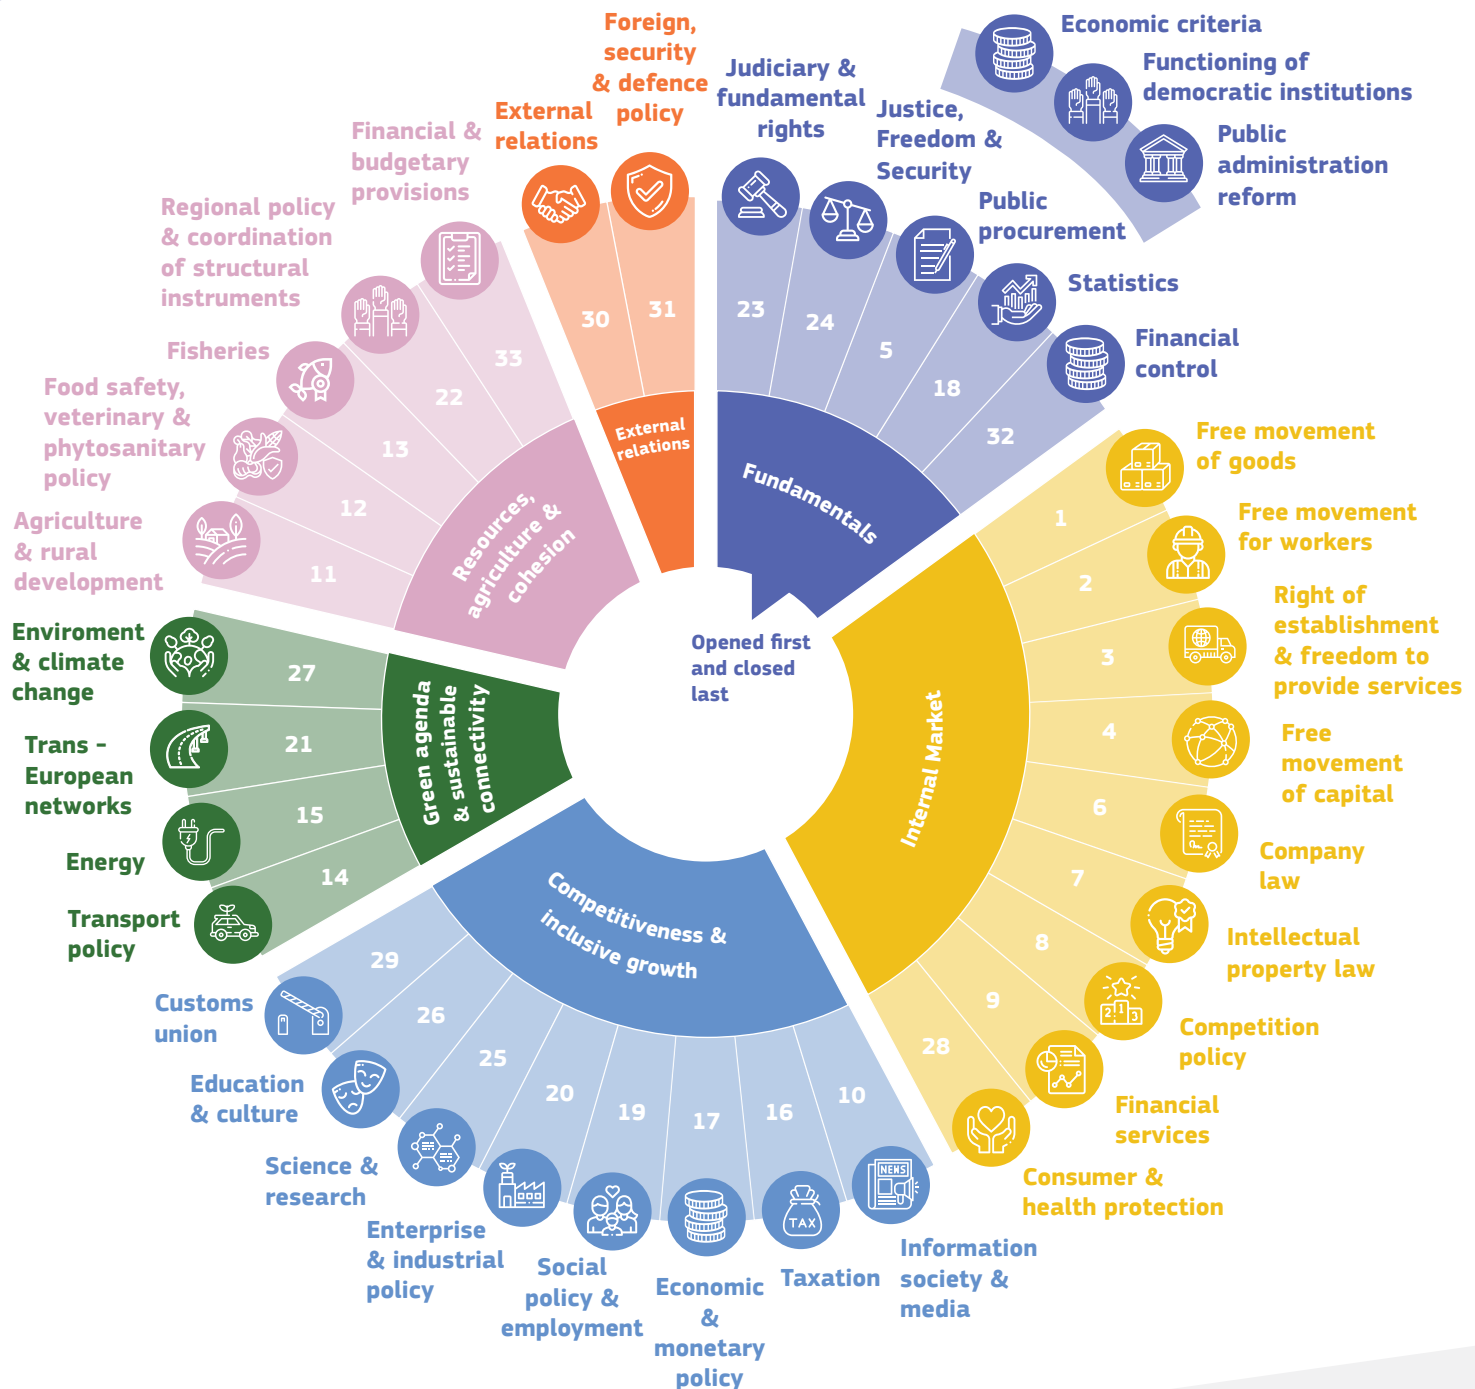 Foreign,
security
& defence
policy
External
relations
30
31
External
relations
Judiciary &
fundamental
rights
Justice,
Freedom &
Security
Public
procurement
Statistics
Financial
control
23
24
5
18
32
Fundamentals
Opened first
and closed
last
Economic criteria
Functioning of
democratic institutions
Public
administration
reform
Free movement
of goods
Free movement
for workers
Right of
establishment
& freedom to
provide services
Free
movement
of capital
Company
law
Intellectual
property law
Competition
policy
Financial
services
Consumer &
health protection
1
2
3
4
6
7
8
9
28
Internal Market
Information
society &
media
Taxation
Economic
&
monetary
policy
Social
policy &
employment
Enterprise
& industrial
policy
Science &
research
Education
& culture
Customs
union
10
16
17
19
20
25
26
29
NEWS
TAX
2 1 3
Competitiveness &
inclusive growth
Transport
policy
Energy
Trans -
European
networks
Enviroment
& climate
change
14
15
21
27
Green agenda
& sustainable
connectivity
Agriculture
& rural
development
Food safety,
veterinary &
phytosanitary
policy
Fisheries
Regional policy
& coordination
of structural
instruments
Financial &
budgetary
provisions
11
12
13
22
33
Resources,
agriculture &
cohesion